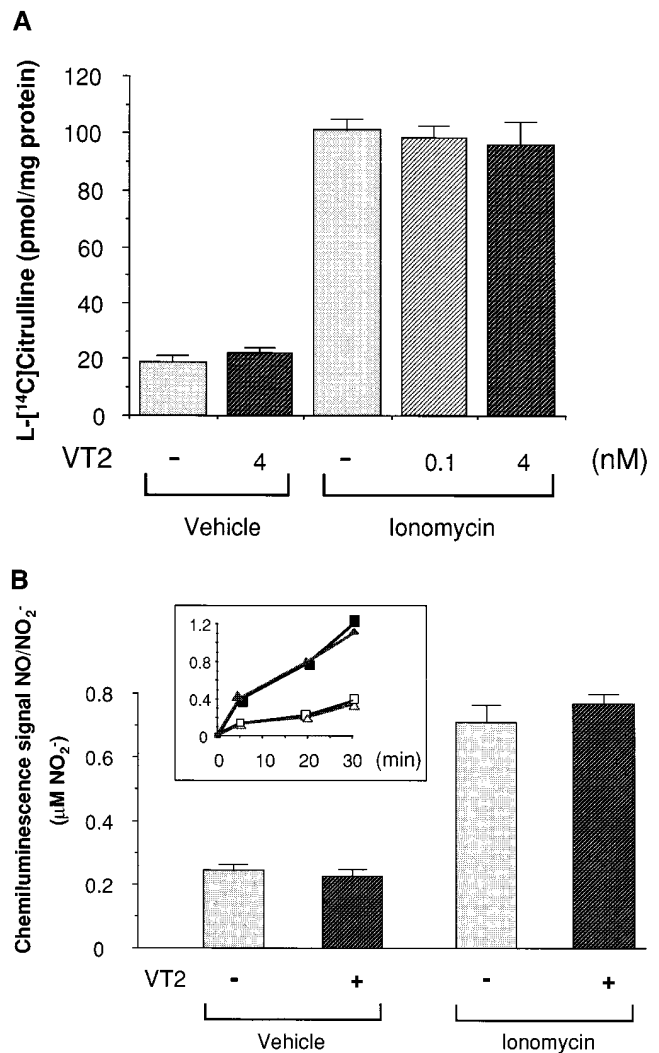 A
L-[¹⁴C]Citrulline (pmol/mg protein)
120
100
80
60
40
20
0
VT2 - 4 - 0.1 4 (nM)
Vehicle Ionomycin
B
Chemiluminescence signal NO/NO₂⁻
(µM NO₂⁻)
1.2
0.8
0.4
0
0 10 20 30 (min)
0.8
0.6
0.4
0.2
0
VT2 - + - +
Vehicle Ionomycin